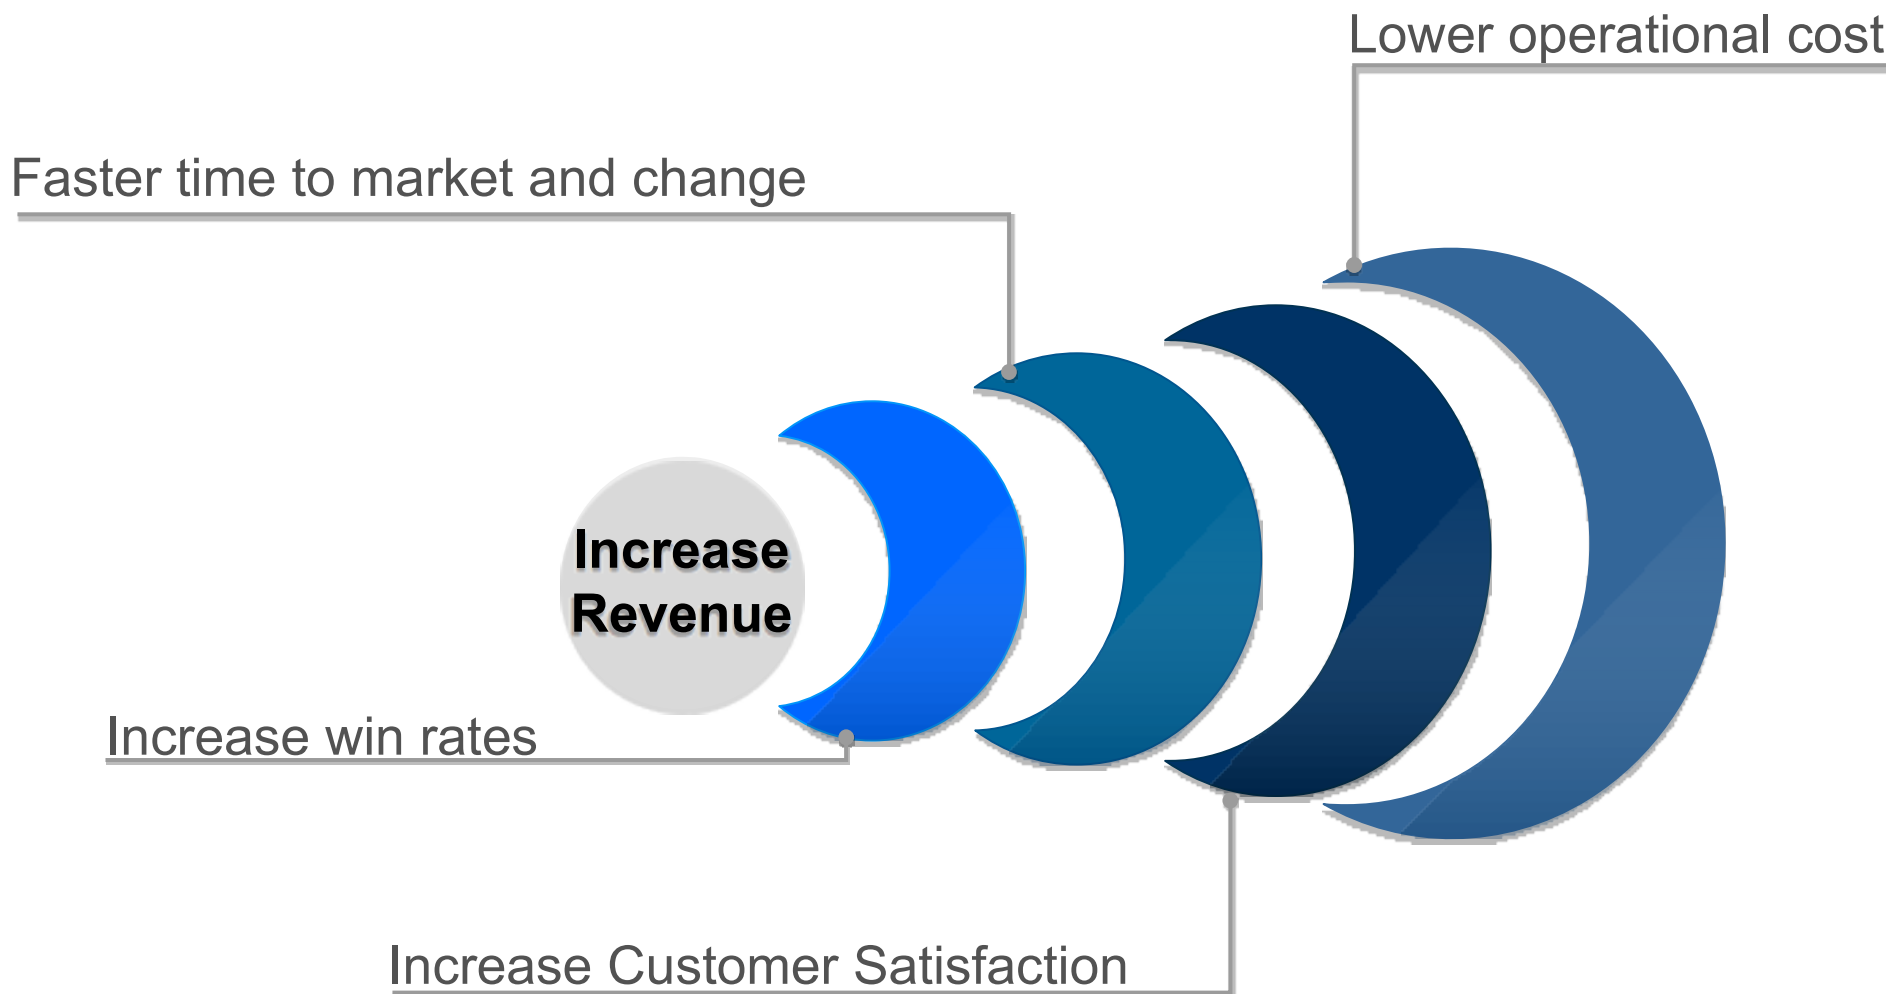 Lower operational cost
Faster time to market and change
Increase
Revenue
Increase win rates
Increase Customer Satisfaction